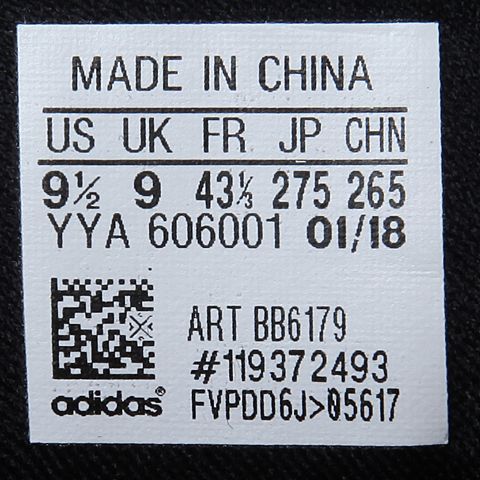 MADE IN CHINA
US UK FR JP CHN
9½ 9 43⅓ 275 265
YYA 606001 01/18
ART BB6179
#119372493
adidas® FVPDD6J>05617